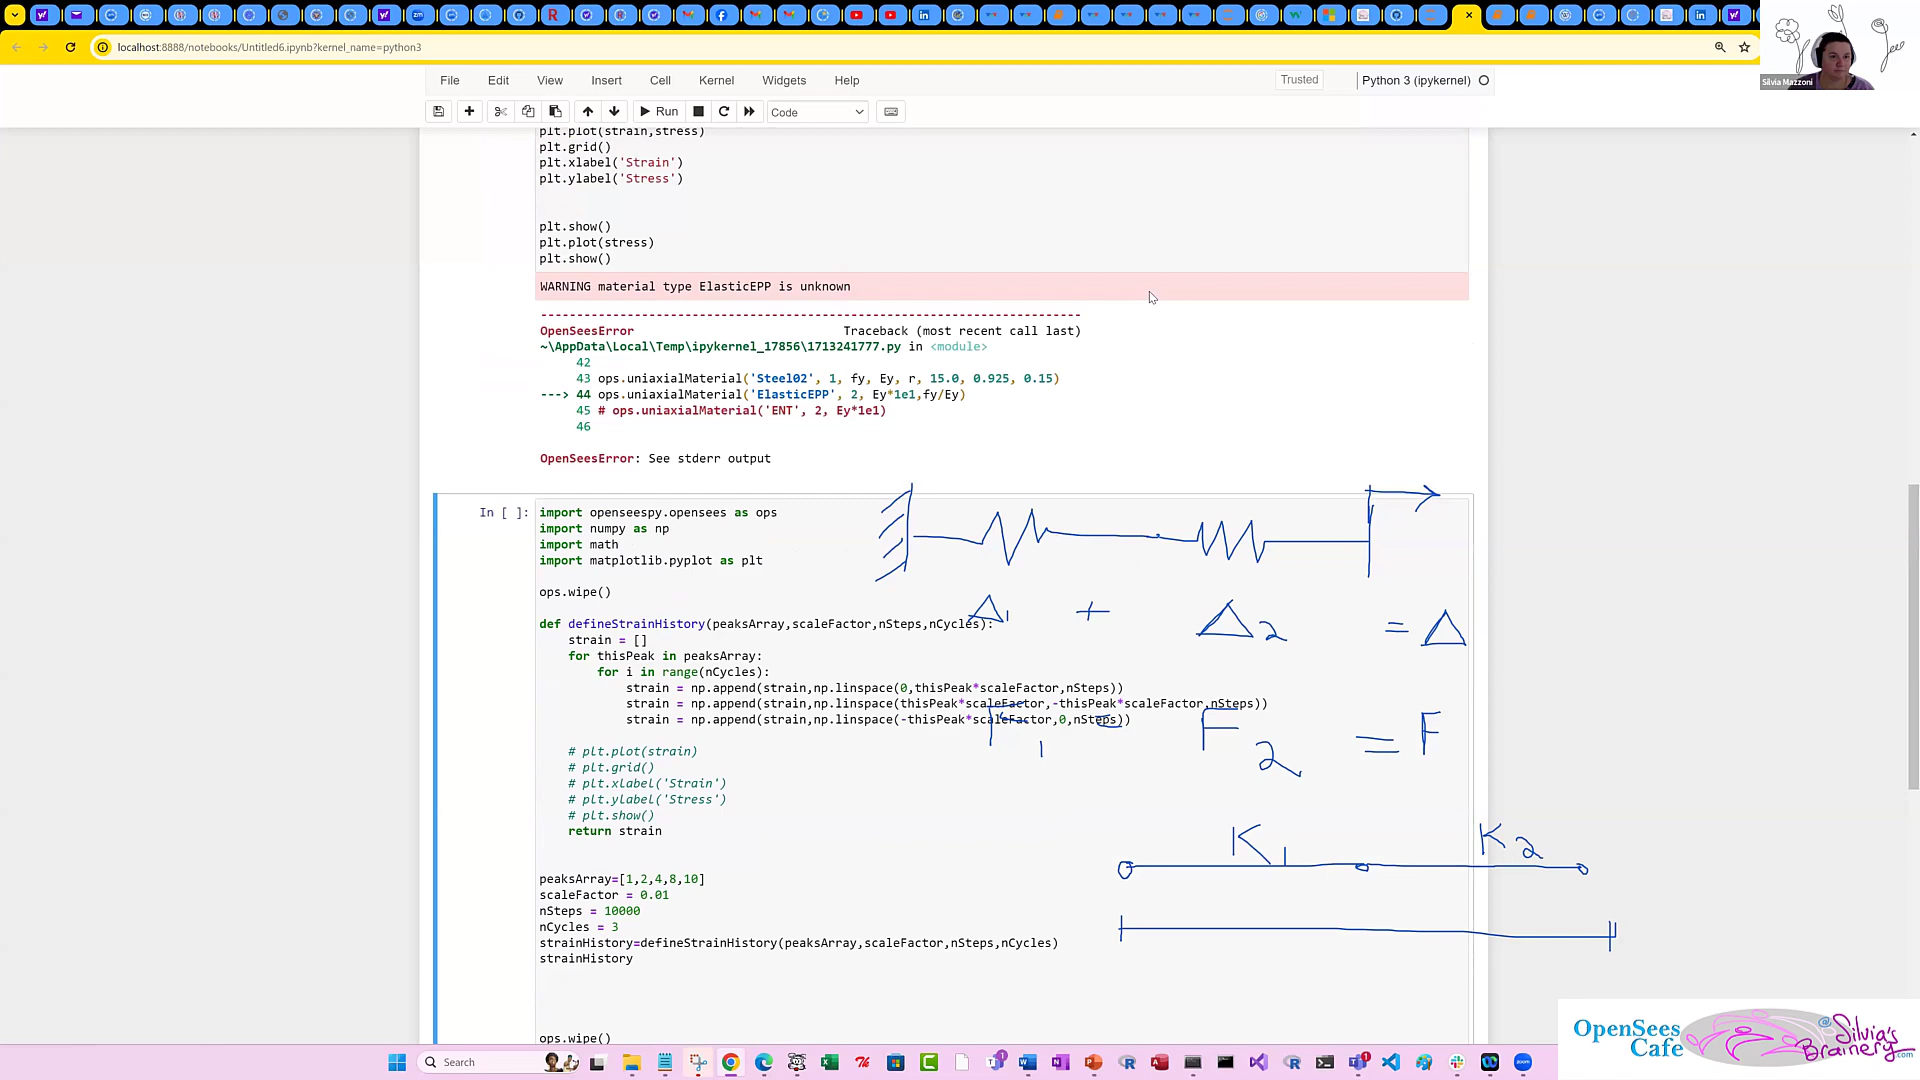 localhost:8888/notebooks/Untitled6.ipynb?kernel_name=python3
Silvia Mazzoni
File Edit View Insert Cell Kernel Widgets Help
Trusted
Python 3 (ipykernel)
Run
Code
plt.plot(strain,stress)
plt.grid()
plt.xlabel('Strain')
plt.ylabel('Stress')
plt.show()
plt.plot(stress)
plt.show()
WARNING material type ElasticEPP is unknown
---------------------------------------------------------------------------
OpenSeesError Traceback (most recent call last)
~\AppData\Local\Temp\ipykernel_17856\1713241777.py in <module>
42
43 ops.uniaxialMaterial('Steel02', 1, fy, Ey, r, 15.0, 0.925, 0.15)
---> 44 ops.uniaxialMaterial('ElasticEPP', 2, Ey*1e1,fy/Ey)
45 # ops.uniaxialMaterial('ENT', 2, Ey*1e1)
46
OpenSeesError: See stderr output
In [ ]:
import openseespy.opensees as ops
import numpy as np
import math
import matplotlib.pyplot as plt
ops.wipe()
def defineStrainHistory(peaksArray,scaleFactor,nSteps,nCycles):
strain = []
for thisPeak in peaksArray:
for i in range(nCycles):
strain = np.append(strain,np.linspace(0,thisPeak*scaleFactor,nSteps))
strain = np.append(strain,np.linspace(thisPeak*scaleFactor,-thisPeak*scaleFactor,nSteps))
strain = np.append(strain,np.linspace(-thisPeak*scaleFactor,0,nSteps))
# plt.plot(strain)
# plt.grid()
# plt.xlabel('Strain')
# plt.ylabel('Stress')
# plt.show()
return strain
peaksArray=[1,2,4,8,10]
scaleFactor = 0.01
nSteps = 10000
nCycles = 3
strainHistory=defineStrainHistory(peaksArray,scaleFactor,nSteps,nCycles)
strainHistory
ops.wipe()
Δ1 + Δ2 = Δ
F1 = F2 = F
K1 K2
OpenSees
Cafe
Silvia's
Brainery.com
Search